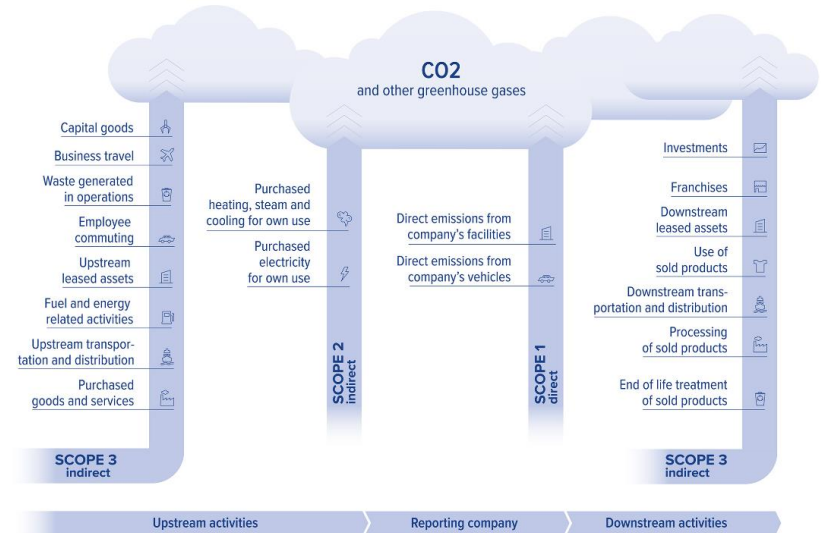 CO2
and other greenhouse gases
Capital goods
Business travel
Waste generated
in operations
Employee
commuting
Upstream
leased assets
Fuel and energy
related activities
Upstream transpor-
tation and distribution
Purchased
goods and services
SCOPE 3
indirect
Purchased
heating, steam and
cooling for own use
Purchased
electricity
for own use
SCOPE 2
indirect
Direct emissions from
company's facilities
Direct emissions from
company's vehicles
SCOPE 1
direct
Investments
Franchises
Downstream
leased assets
Use of
sold products
Downstream trans-
portation and distribution
Processing
of sold products
End of life treatment
of sold products
SCOPE 3
indirect
Upstream activities
Reporting company
Downstream activities